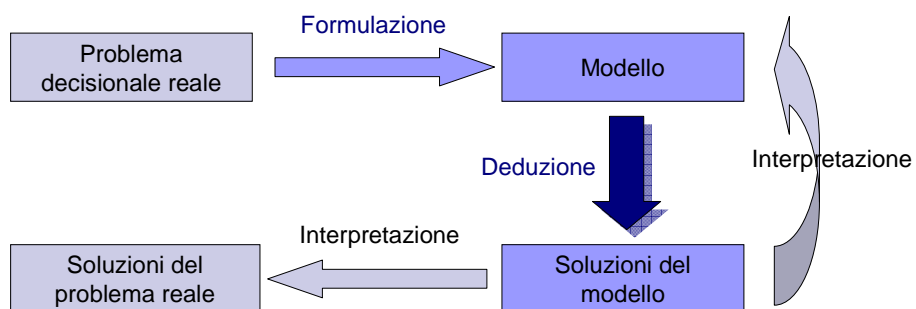 Formulazione
Problema
decisionale reale
Modello
Deduzione
Interpretazione
Interpretazione
Soluzioni del
problema reale
Soluzioni del
modello